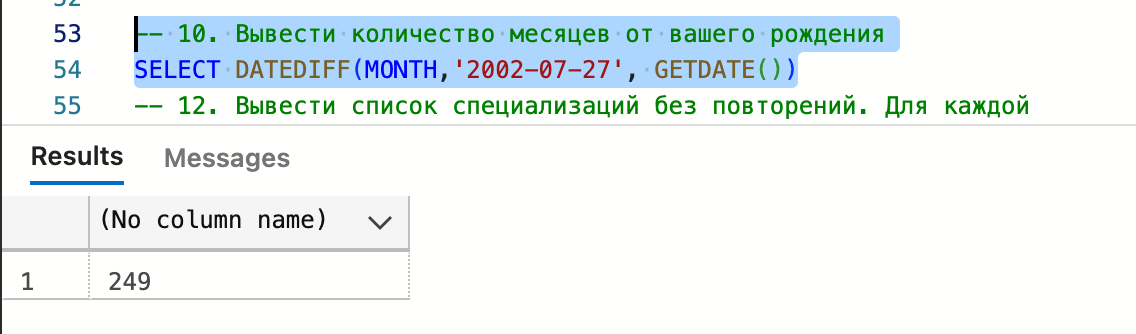 53 -- 10. Вывести количество месяцев от вашего рождения
54 SELECT DATEDIFF(MONTH,'2002-07-27', GETDATE())
55 -- 12. Вывести список специализаций без повторений. Для каждой
Results Messages
(No column name)
1 249